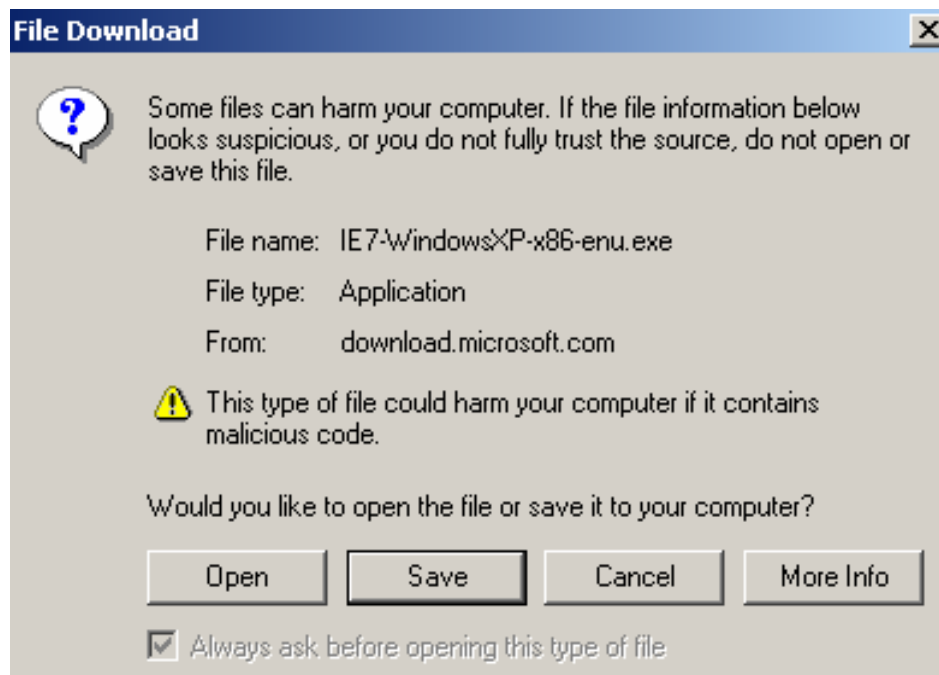 File Download
Some files can harm your computer. If the file information below
looks suspicious, or you do not fully trust the source, do not open or
save this file.
File name: IE7-WindowsXP-x86-enu.exe
File type: Application
From: download.microsoft.com
This type of file could harm your computer if it contains
malicious code.
Would you like to open the file or save it to your computer?
Open Save Cancel More Info
Always ask before opening this type of file